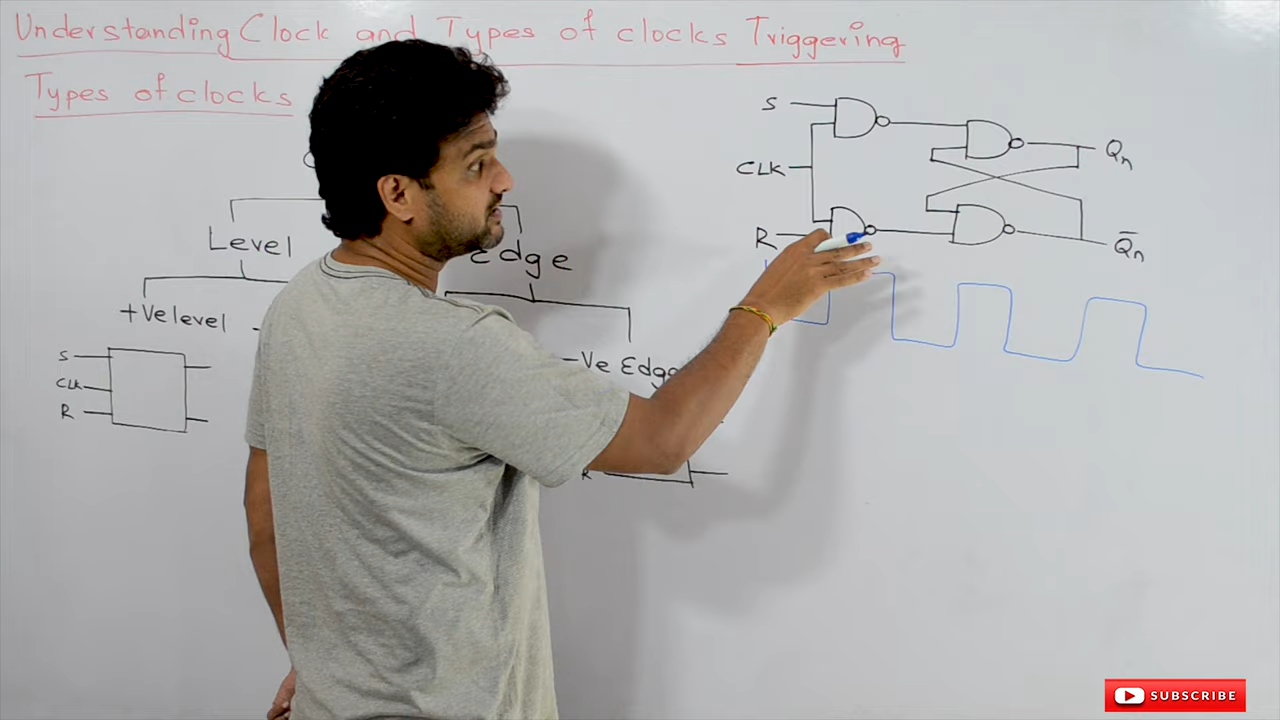 Understanding Clock and Types of clocks Triggering
Types of clocks
Level
Edge
+Ve level
-Ve Edge
S
CLK
R
R
S
CLK
R
Qn
Q̅n
SUBSCRIBE